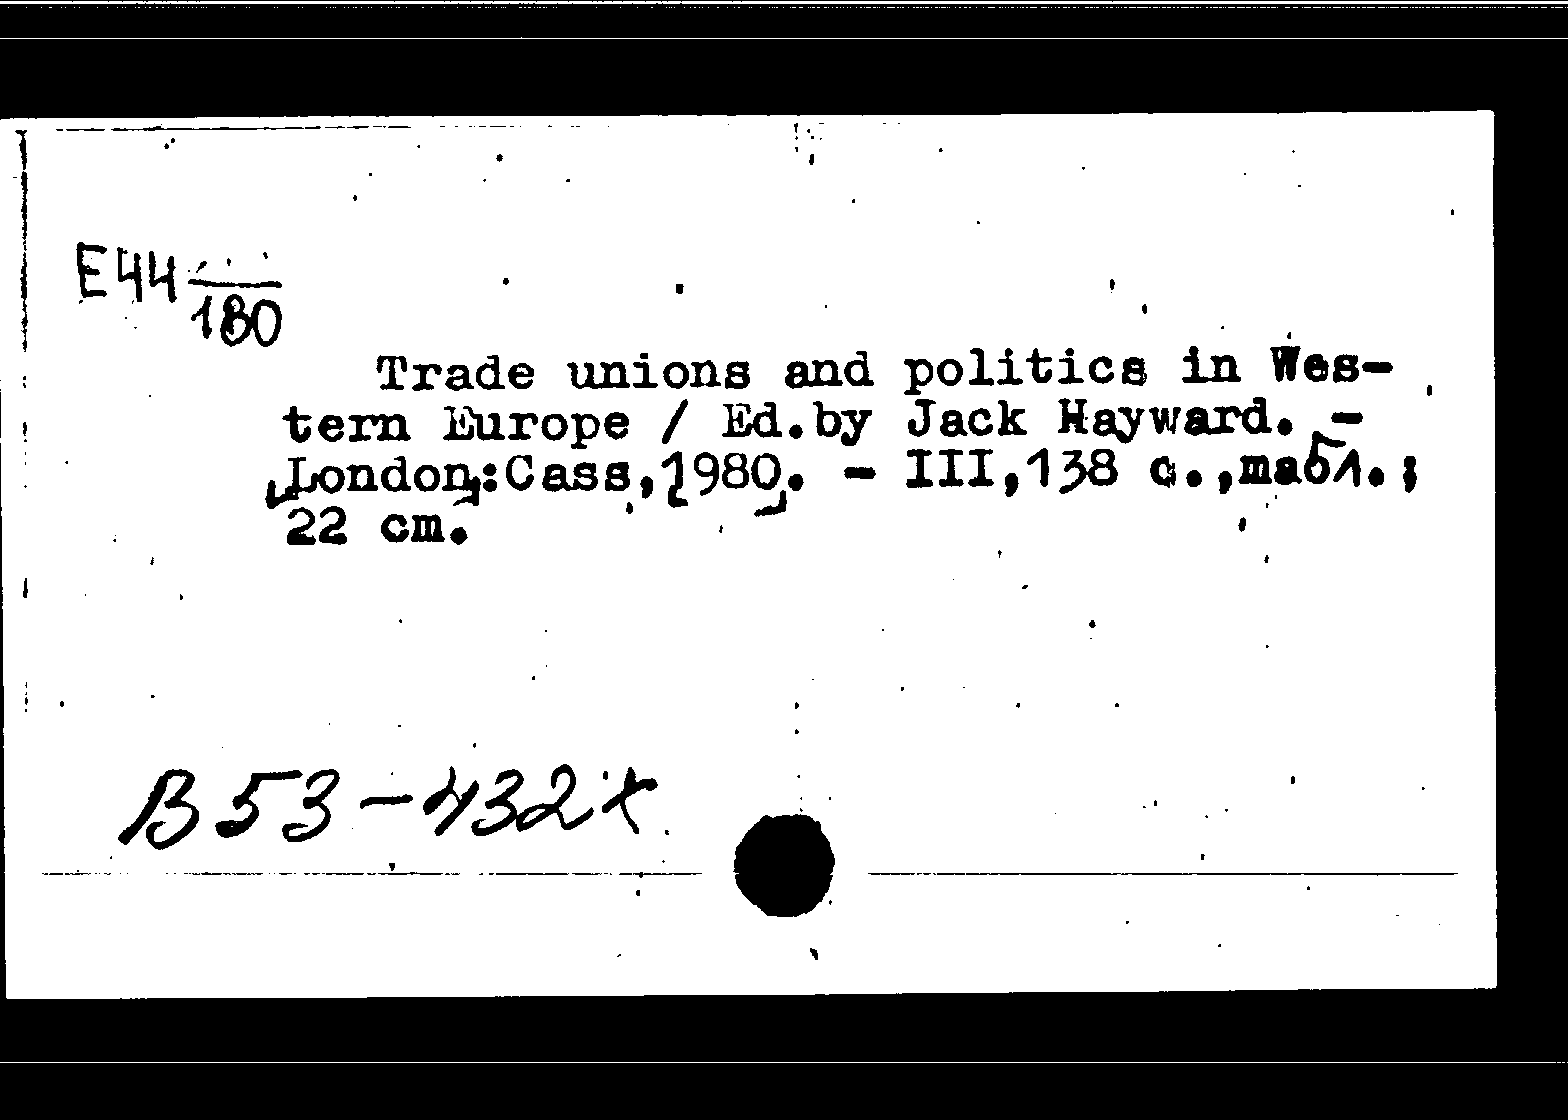 E44
180
Trade unions and politics in Wes-
tern Europe / Ed.by Jack Hayward. -
London:Cass,1980. - III,138 c.,табл.;
22 cm.
B53-432x